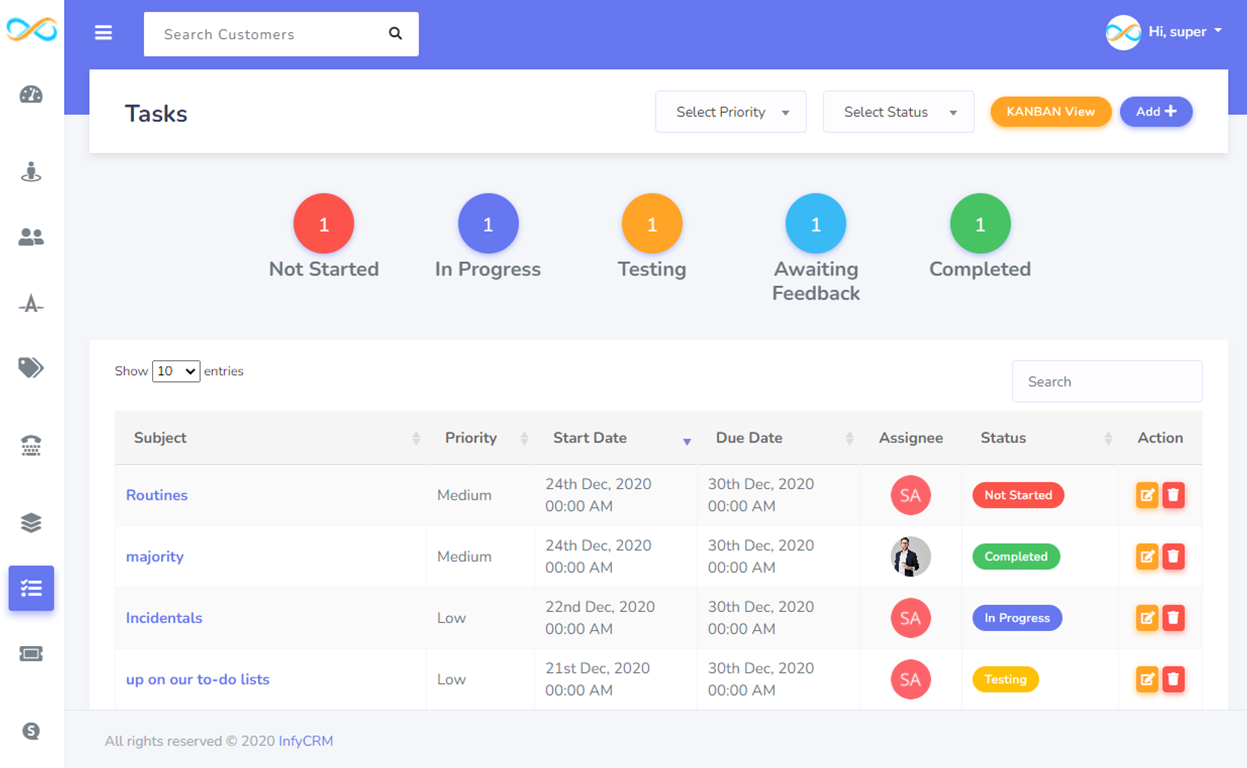 Search Customers
Hi, super
Tasks
Select Priority
Select Status
KANBAN View
Add
1
1
1
1
1
Not Started
In Progress
Testing
Awaiting
Feedback
Completed
Show 10 entries
Search
Subject Priority Start Date Due Date Assignee Status Action
Routines Medium 24th Dec, 2020 30th Dec, 2020 SA Not Started
00:00 AM 00:00 AM
majority Medium 24th Dec, 2020 30th Dec, 2020 Completed
00:00 AM 00:00 AM
Incidentals Low 22nd Dec, 2020 30th Dec, 2020 SA In Progress
00:00 AM 00:00 AM
up on our to-do lists Low 21st Dec, 2020 30th Dec, 2020 SA Testing
00:00 AM 00:00 AM
S
All rights reserved © 2020 InfyCRM